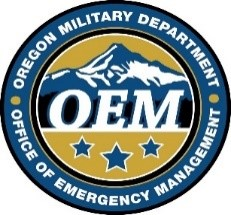 OREGON MILITARY DEPARTMENT
OEM
OFFICE OF EMERGENCY MANAGEMENT